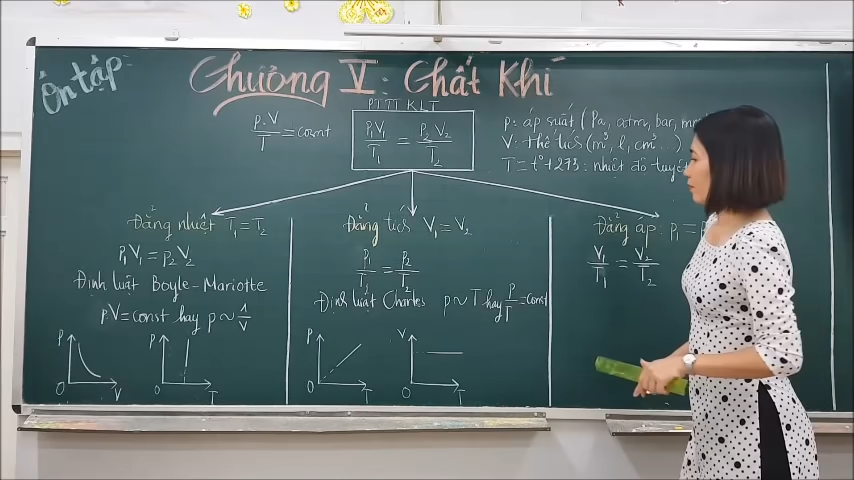 Ôn tập:
Chương V: Chất Khí
PTTT KLT
p.V/T = const
p₁V₁/T₁ = p₂V₂/T₂
p: áp suất (Pa, atm, bar, m
V: thể tích (m³, l, cm³...)
T = t° + 273: nhiệt độ tuyệt
Đẳng nhiệt T₁ = T₂
p₁V₁ = p₂V₂
Định luật Boyle - Mariotte
pV = const hay p ~ 1/V
p
O
V
p
O
T
Đẳng tích V₁ = V₂
p₁/T₁ = p₂/T₂
Định luật Charles p ~ T hay p/T = const
p
O
T
V
O
T
Đẳng áp: p₁ = p
V₁/T₁ = V₂/T₂